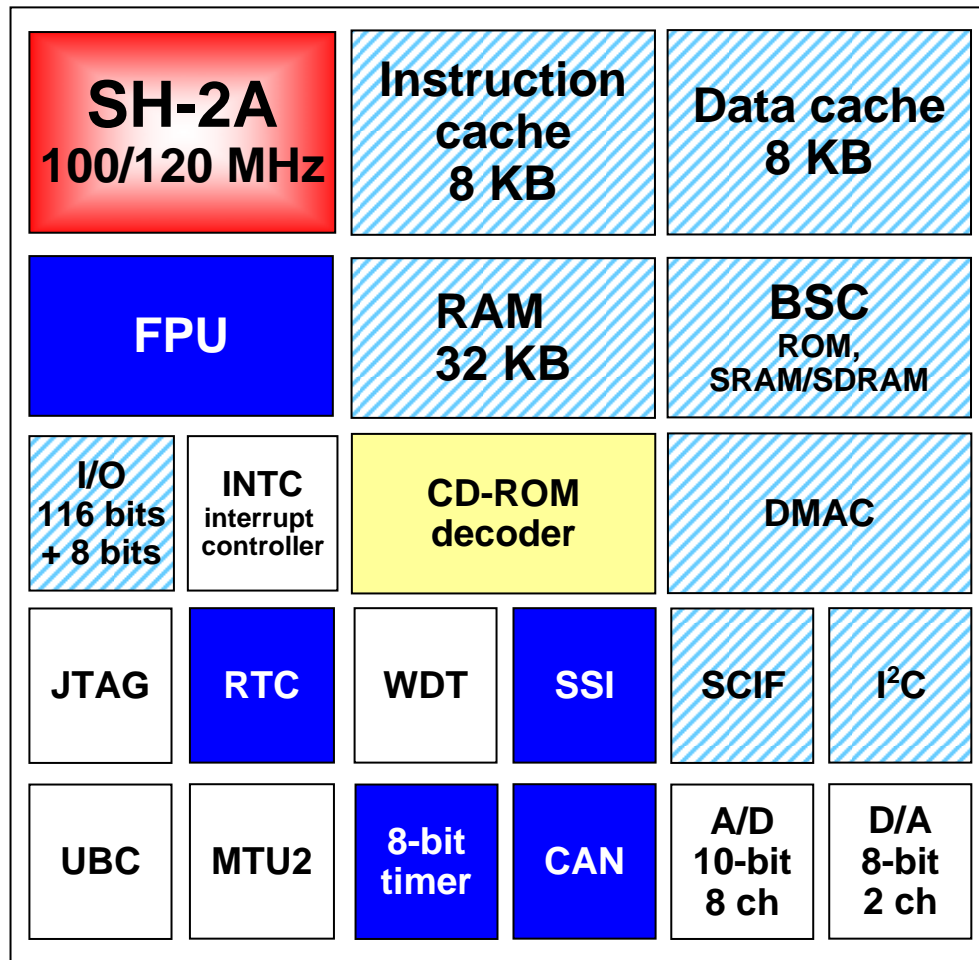 SH-2A
100/120 MHz
Instruction
cache
8 KB
Data cache
8 KB
FPU
RAM
32 KB
BSC
ROM,
SRAM/SDRAM
I/O
116 bits
+ 8 bits
INTC
interrupt
controller
CD-ROM
decoder
DMAC
JTAG
RTC
WDT
SSI
SCIF
I²C
UBC
MTU2
8-bit
timer
CAN
A/D
10-bit
8 ch
D/A
8-bit
2 ch